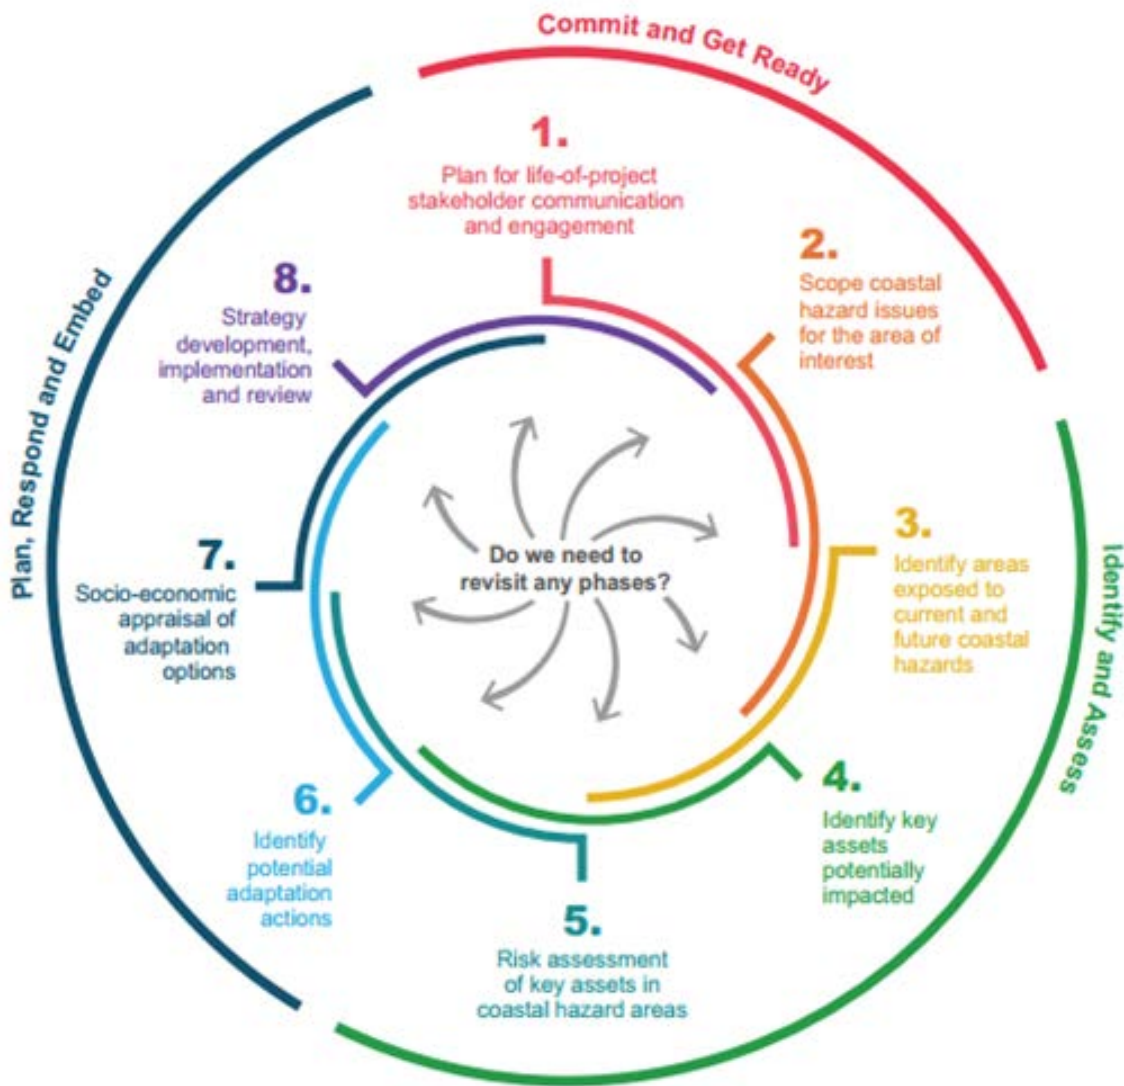 Commit and Get Ready
1.
Plan for life-of-project
stakeholder communication
and engagement
2.
Scope coastal
hazard issues
for the area of
interest
3.
Identify areas
exposed to
current and
future coastal
hazards
Identify and Assess
4.
Identify key
assets
potentially
impacted
5.
Risk assessment
of key assets in
coastal hazard areas
6.
Identify
potential
adaptation
actions
Plan, Respond and Embed
7.
Socio-economic
appraisal of
adaptation
options
8.
Strategy
development,
implementation
and review
Do we need to
revisit any phases?